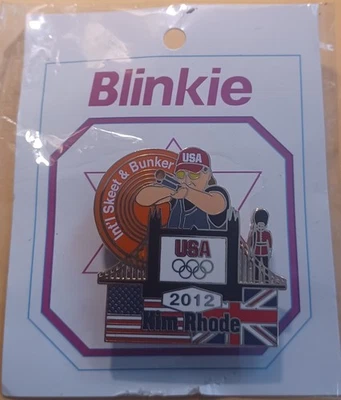 Blinkie
Int'l Skeet & Bunker
USA
USA
2012
Kim Rhode